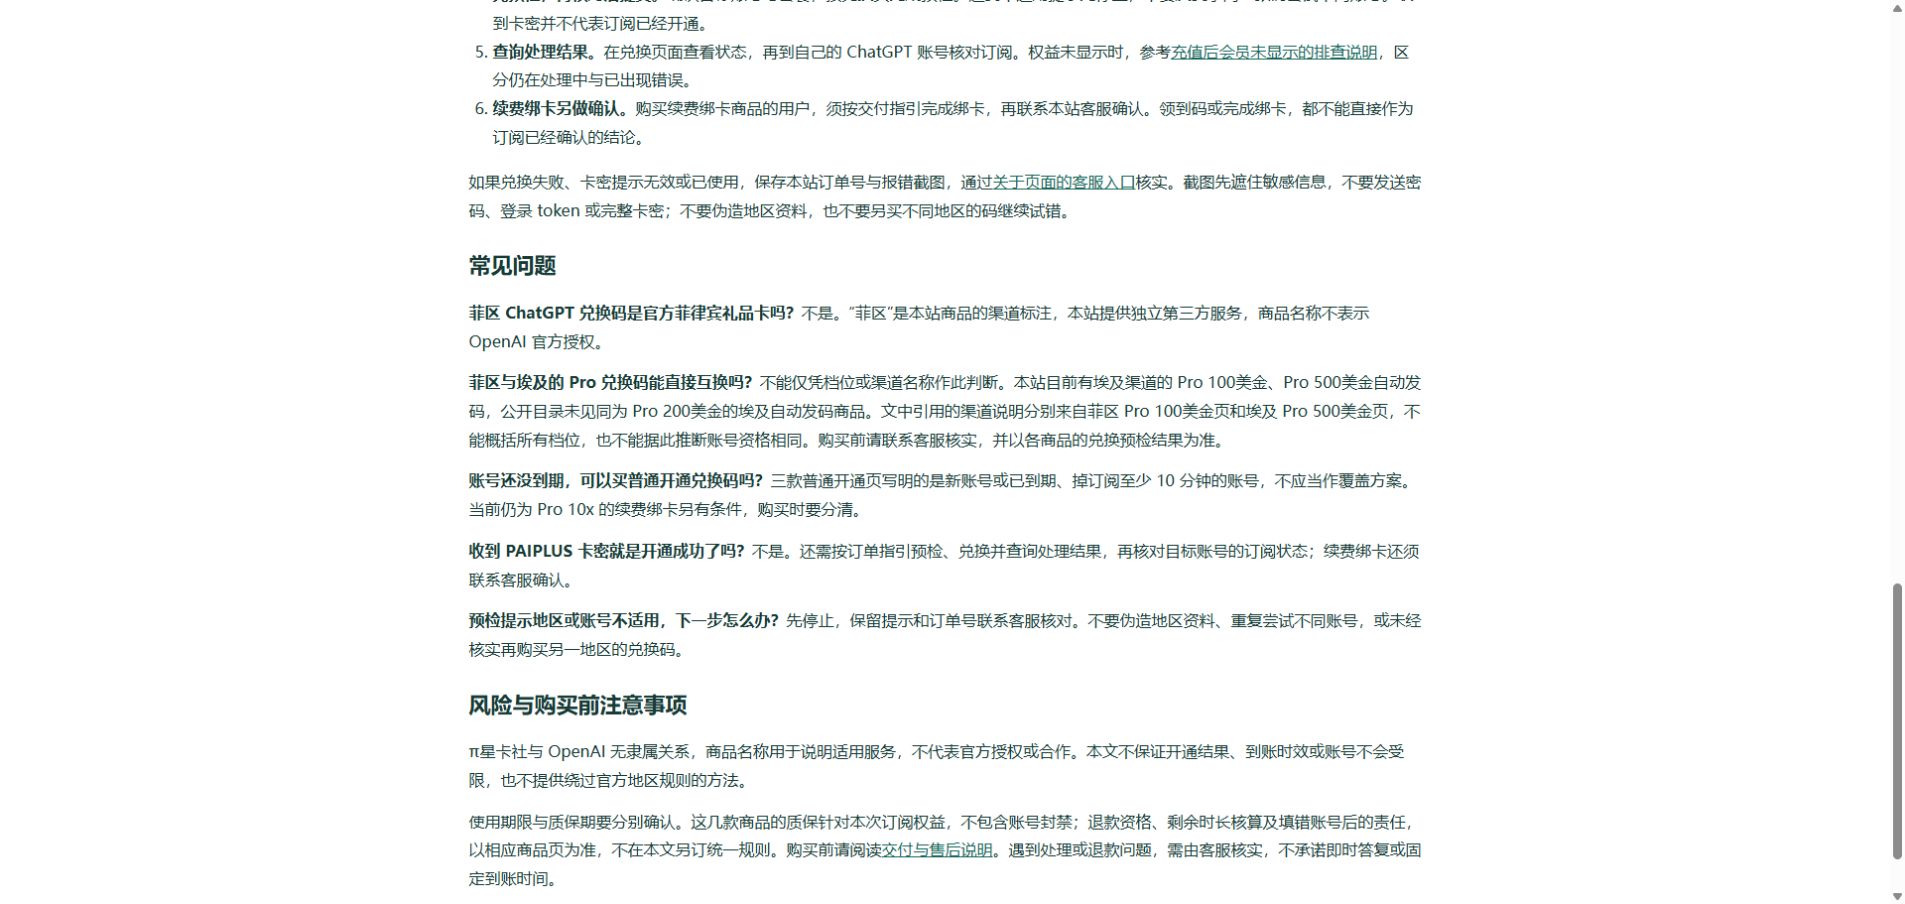 到卡密并不代表订阅已经开通。
5. 查询处理结果。在兑换页面查看状态，再到自己的 ChatGPT 账号核对订阅。权益未显示时，参考充值后会员未显示的排查说明，区
分仍在处理中与已出现错误。
6. 续费绑卡另做确认。购买续费绑卡商品的用户，须按交付指引完成绑卡，再联系本站客服确认。领到码或完成绑卡，都不能直接作为
订阅已经确认的结论。
如果兑换失败、卡密提示无效或已使用，保存本站订单号与报错截图，通过关于页面的客服入口核实。截图先遮住敏感信息，不要发送密
码、登录 token 或完整卡密；不要伪造地区资料，也不要另买不同地区的码继续试错。
常见问题
菲区 ChatGPT 兑换码是官方菲律宾礼品卡吗？不是。“菲区”是本站商品的渠道标注，本站提供独立第三方服务，商品名称不表示
OpenAI 官方授权。
菲区与埃及的 Pro 兑换码能直接互换吗？不能仅凭档位或渠道名称作此判断。本站目前有埃及渠道的 Pro 100美金、Pro 500美金自动发
码，公开目录未见同为 Pro 200美金的埃及自动发码商品。文中引用的渠道说明分别来自菲区 Pro 100美金页和埃及 Pro 500美金页，不
能概括所有档位，也不能据此推断账号资格相同。购买前请联系客服核实，并以各商品的兑换预检结果为准。
账号还没到期，可以买普通开通兑换码吗？三款普通开通页写明的是新账号或已到期、掉订阅至少 10 分钟的账号，不应当作覆盖方案。
当前仍为 Pro 10x 的续费绑卡另有条件，购买时要分清。
收到 PAIPLUS 卡密就是开通成功了吗？不是。还需按订单指引预检、兑换并查询处理结果，再核对目标账号的订阅状态；续费绑卡还须
联系客服确认。
预检提示地区或账号不适用，下一步怎么办？先停止，保留提示和订单号联系客服核对。不要伪造地区资料、重复尝试不同账号，或未经
核实再购买另一地区的兑换码。
风险与购买前注意事项
π星卡社与 OpenAI 无隶属关系，商品名称用于说明适用服务，不代表官方授权或合作。本文不保证开通结果、到账时效或账号不会受
限，也不提供绕过官方地区规则的方法。
使用期限与质保期要分别确认。这几款商品的质保针对本次订阅权益，不包含账号封禁；退款资格、剩余时长核算及填错账号后的责任，
以相应商品页为准，不在本文另订统一规则。购买前请阅读交付与售后说明。遇到处理或退款问题，需由客服核实，不承诺即时答复或固
定到账时间。